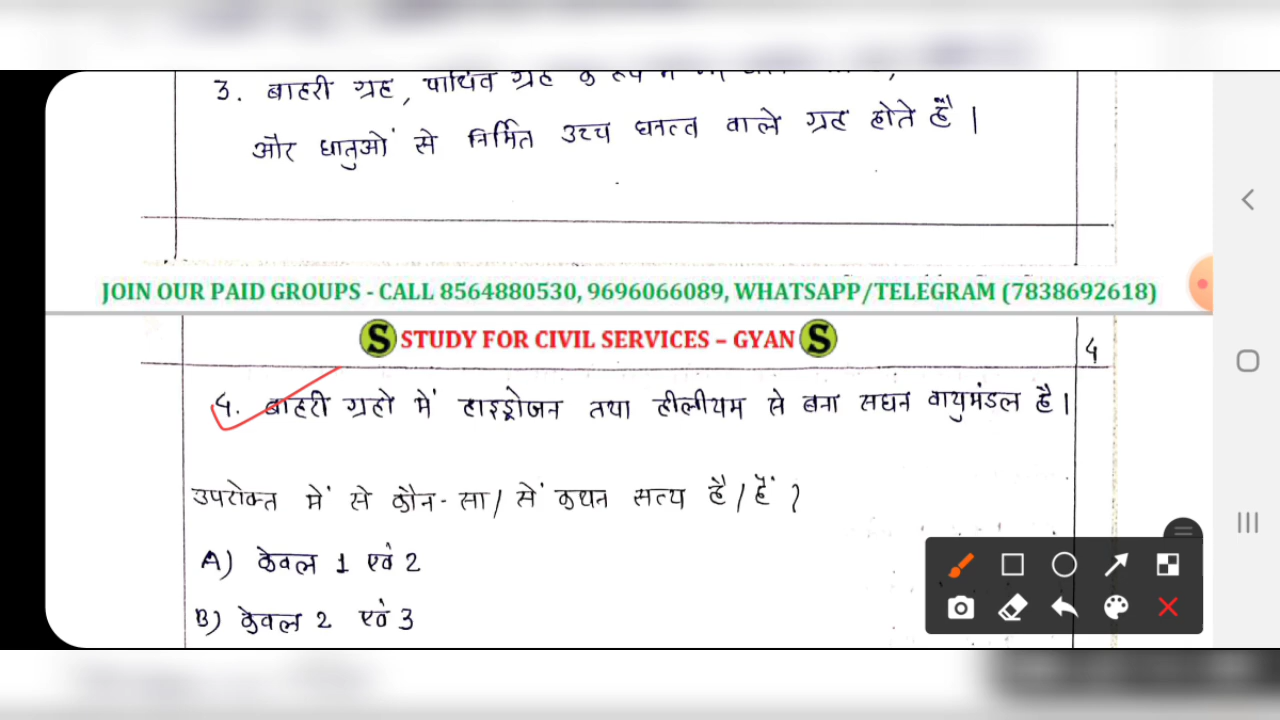 3. बाहरी ग्रह, पार्थिव ग्रह के रूप में
और धातुओं से निर्मित उच्च घनत्व वाले ग्रह होते हैं।
JOIN OUR PAID GROUPS - CALL 8564880530, 9696066089, WHATSAPP/TELEGRAM (7838692618)
S STUDY FOR CIVIL SERVICES – GYAN S
4
4. बाहरी ग्रहो में हाइड्रोजन तथा हीलीयम से बना सघन वायुमंडल है।
उपरोक्त में से कौन-सा/सें कथन सत्य है/हैं ?
A) केवल 1 एवं 2
B) केवल 2 एवं 3